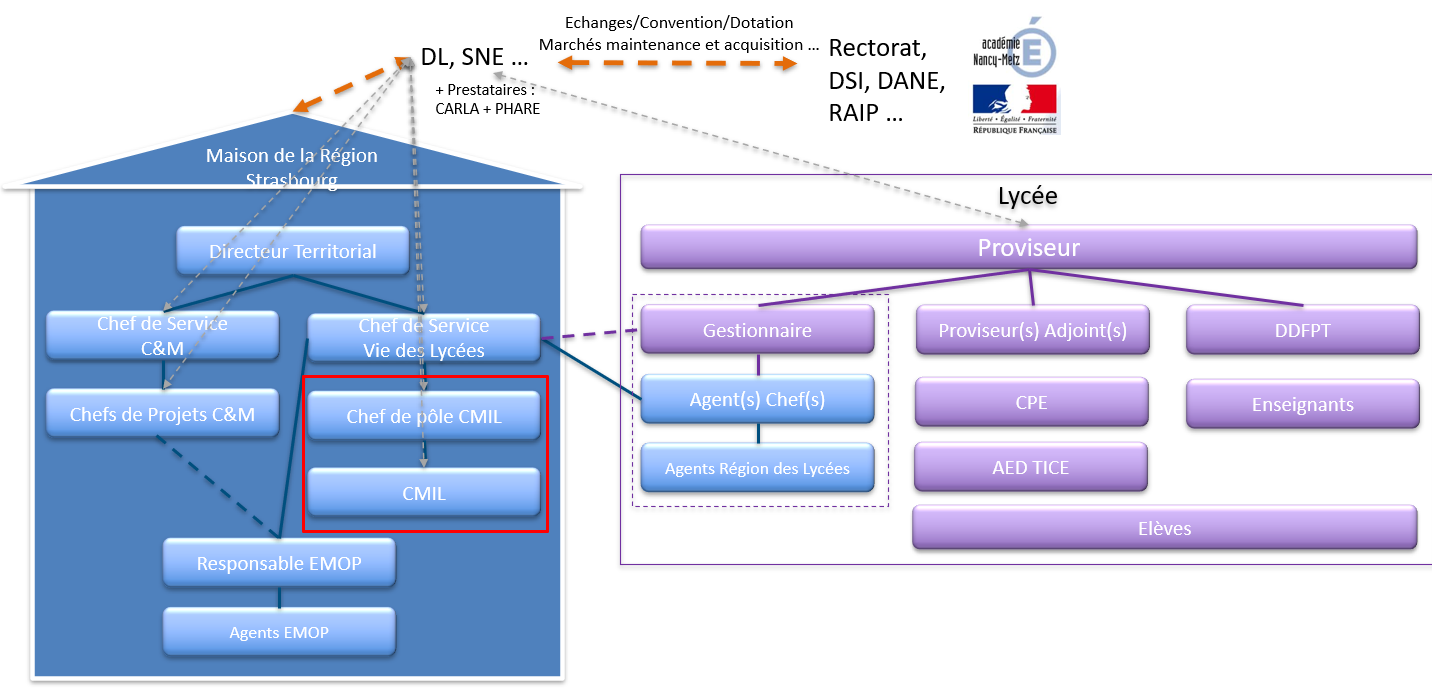 Echanges/Convention/Dotation
Marchés maintenance et acquisition ...
DL, SNE ...
+ Prestataires :
CARLA + PHARE
Rectorat,
DSI, DANE,
RAIP ...
académie
Nancy-Metz
Liberté • Égalité • Fraternité
RÉPUBLIQUE FRANÇAISE
Maison de la Région
Strasbourg
Directeur Territorial
Chef de Service
C&M
Chef de Service
Vie des Lycées
Chefs de Projets C&M
Chef de pôle CMIL
CMIL
Responsable EMOP
Agents EMOP
Lycée
Proviseur
Gestionnaire
Proviseur(s) Adjoint(s)
DDFPT
Agent(s) Chef(s)
CPE
Enseignants
Agents Région des Lycées
AED TICE
Elèves